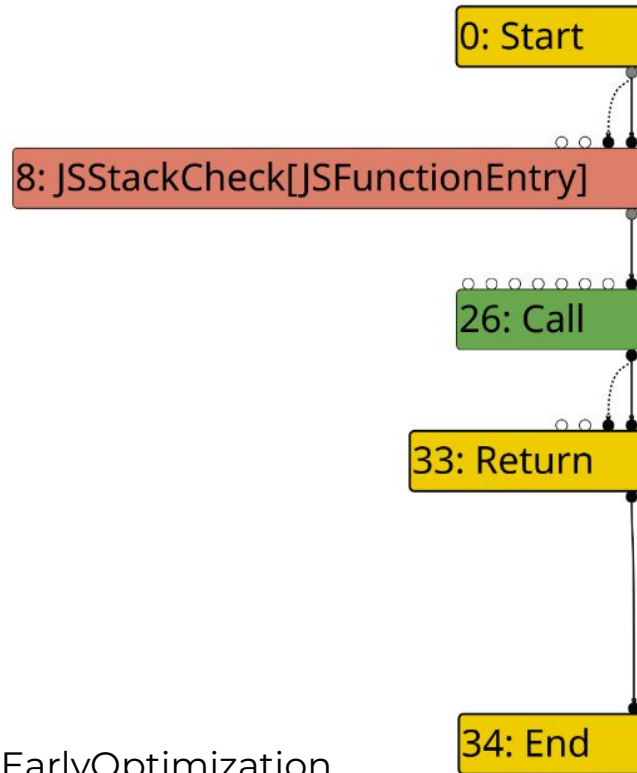 0: Start
8: JSStackCheck[JSFunctionEntry]
26: Call
33: Return
34: End
EarlyOptimization